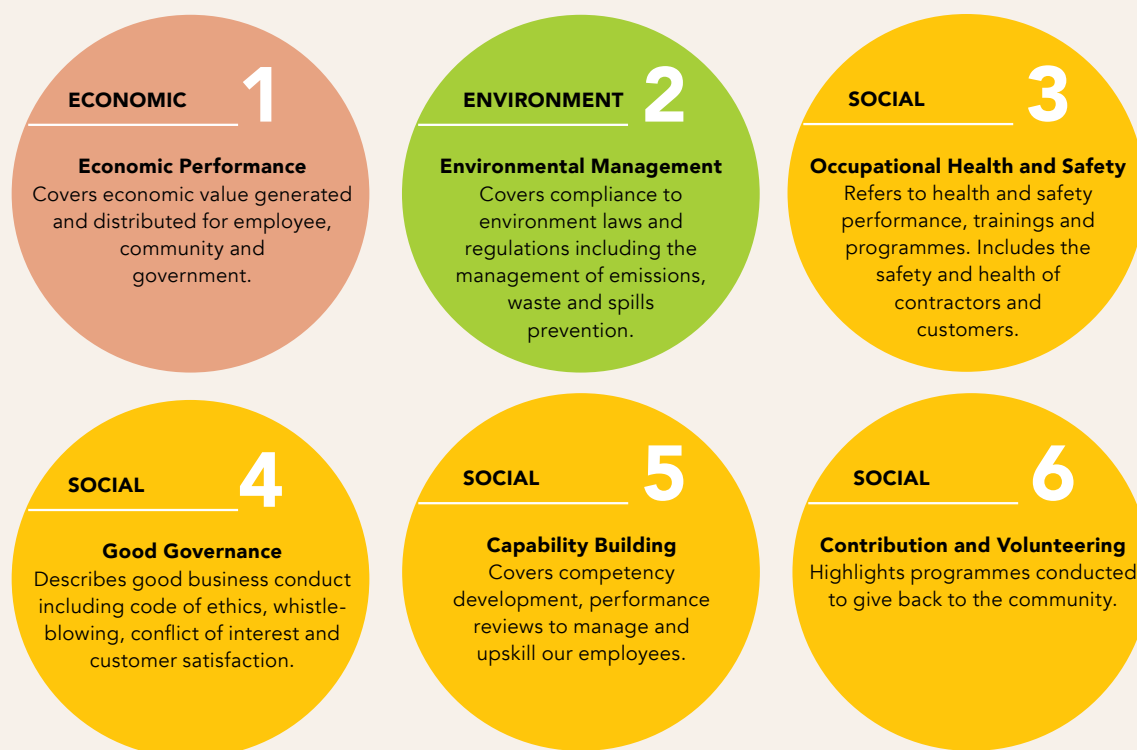 ECONOMIC 1
Economic Performance
Covers economic value generated
and distributed for employee,
community and
government.
ENVIRONMENT 2
Environmental Management
Covers compliance to
environment laws and
regulations including the
management of emissions,
waste and spills
prevention.
SOCIAL 3
Occupational Health and Safety
Refers to health and safety
performance, trainings and
programmes. Includes the
safety and health of
contractors and
customers.
SOCIAL 4
Good Governance
Describes good business conduct
including code of ethics, whistle-
blowing, conflict of interest and
customer satisfaction.
SOCIAL 5
Capability Building
Covers competency
development, performance
reviews to manage and
upskill our employees.
SOCIAL 6
Contribution and Volunteering
Highlights programmes conducted
to give back to the community.